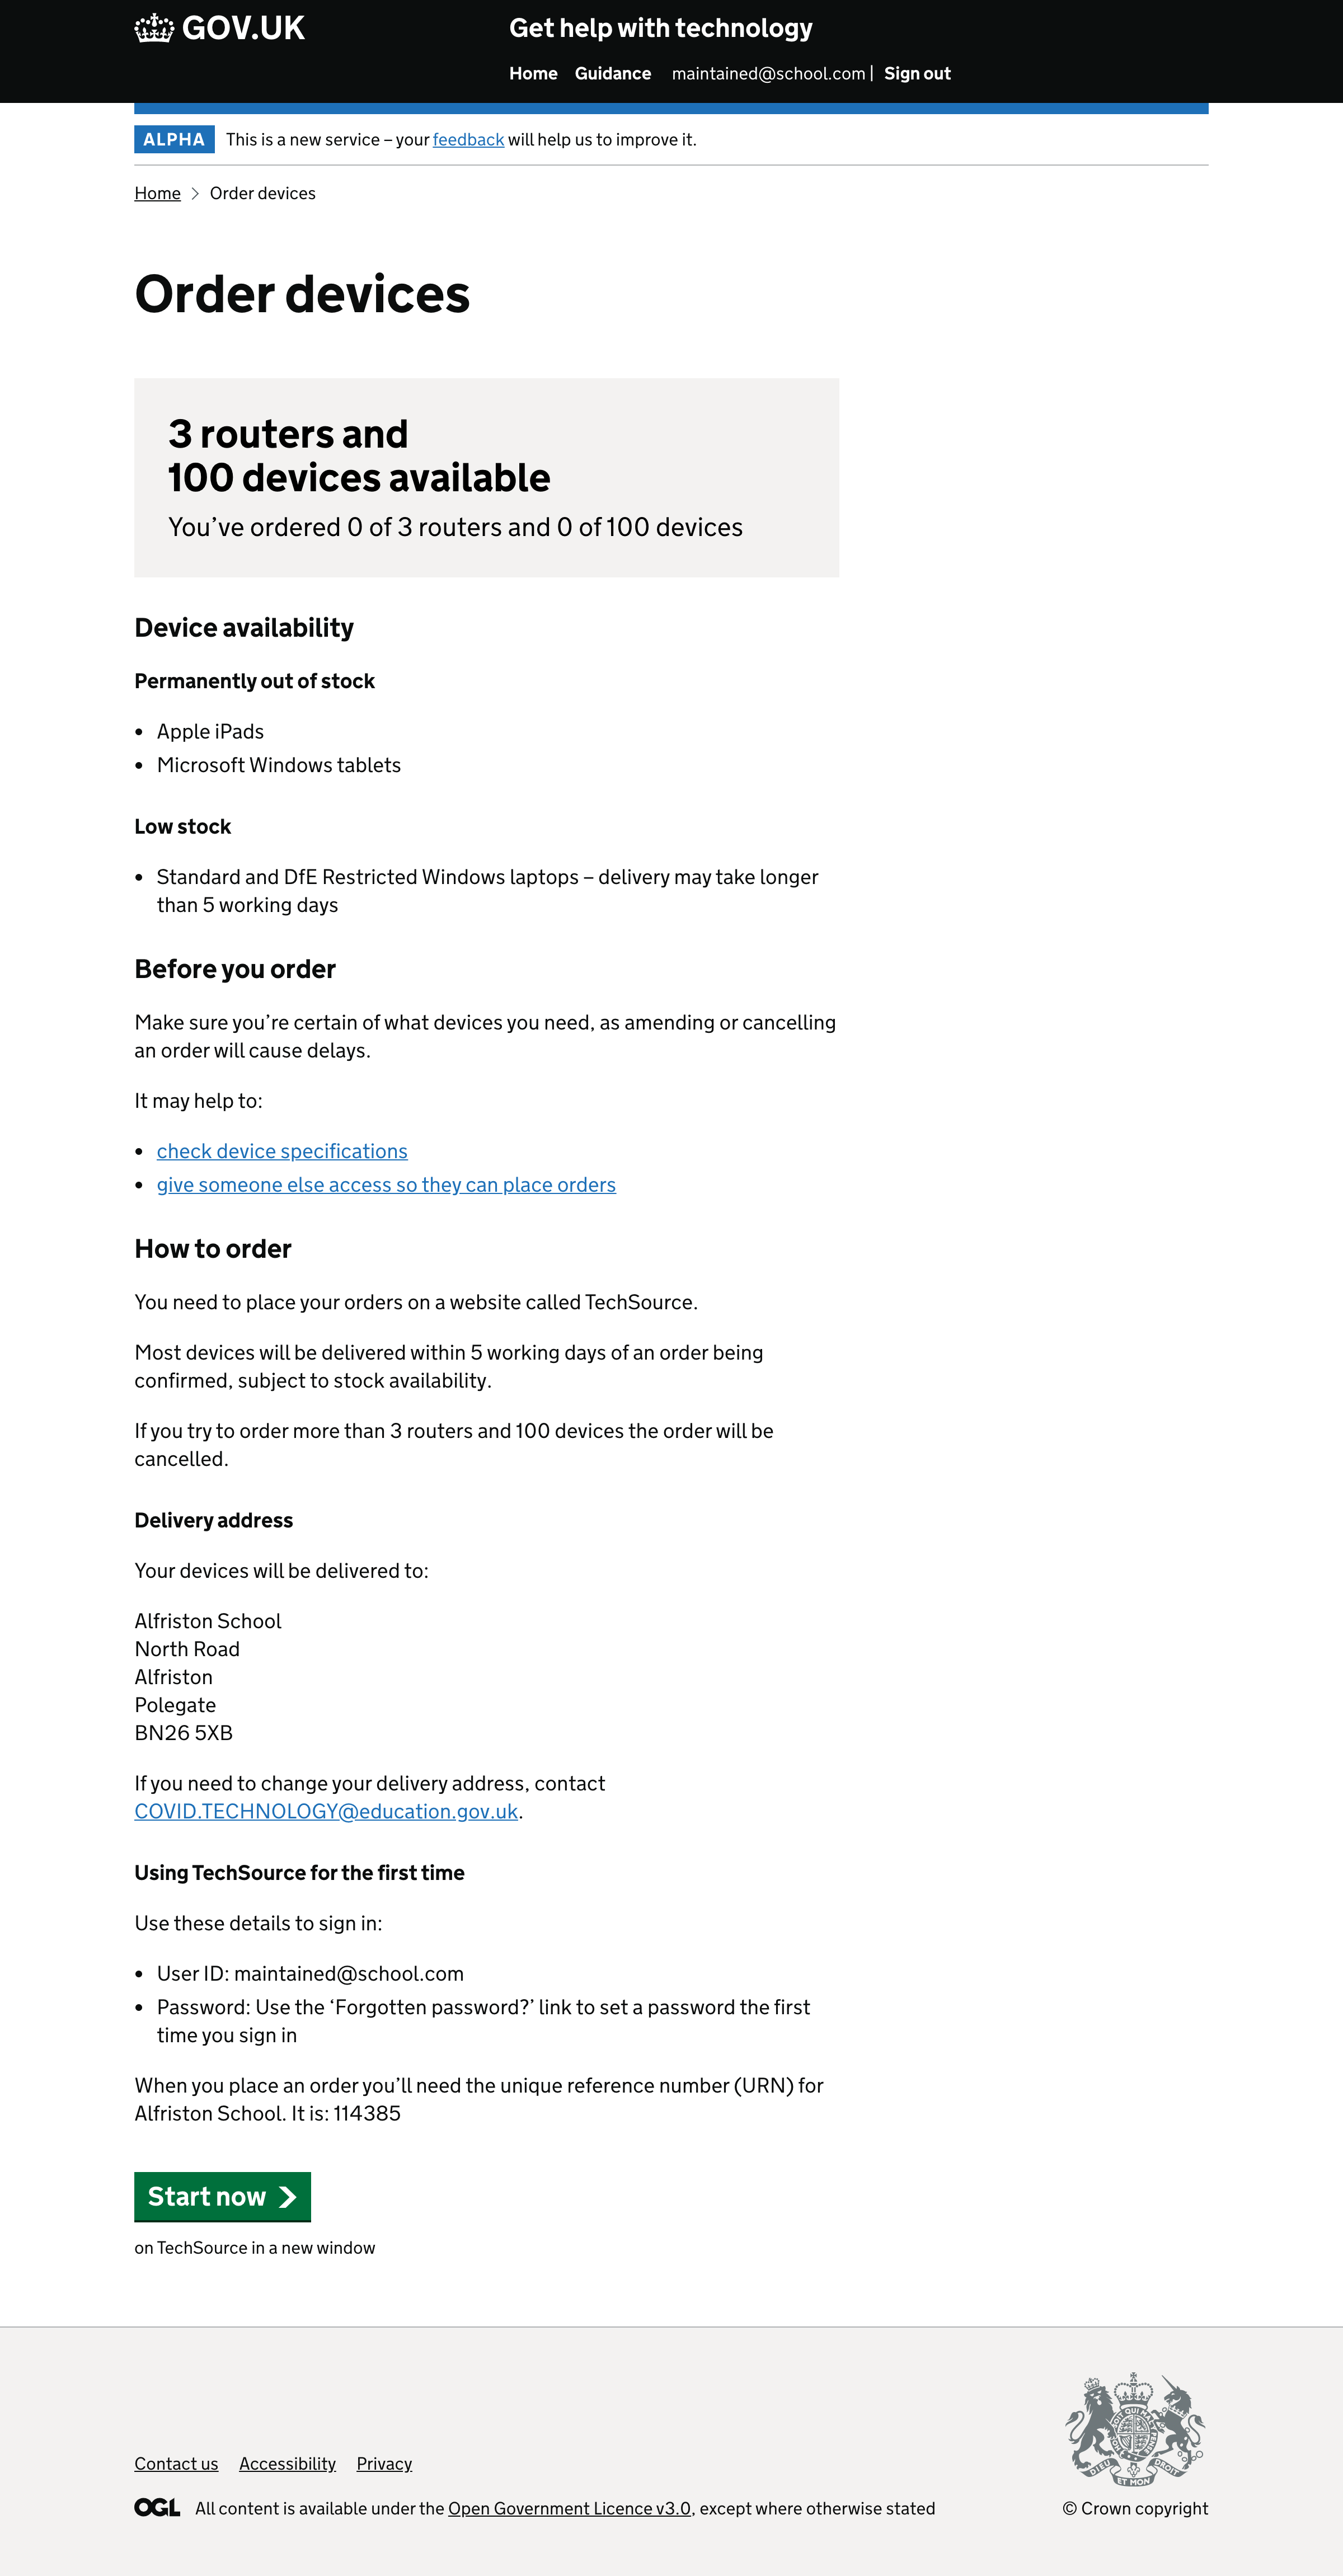 GOV.UK
Get help with technology
Home Guidance maintained@school.com | Sign out
ALPHA This is a new service – your feedback will help us to improve it.
Home > Order devices
Order devices
3 routers and
100 devices available
You’ve ordered 0 of 3 routers and 0 of 100 devices
Device availability
Permanently out of stock
• Apple iPads
• Microsoft Windows tablets
Low stock
• Standard and DfE Restricted Windows laptops – delivery may take longer
than 5 working days
Before you order
Make sure you’re certain of what devices you need, as amending or cancelling
an order will cause delays.
It may help to:
• check device specifications
• give someone else access so they can place orders
How to order
You need to place your orders on a website called TechSource.
Most devices will be delivered within 5 working days of an order being
confirmed, subject to stock availability.
If you try to order more than 3 routers and 100 devices the order will be
cancelled.
Delivery address
Your devices will be delivered to:
Alfriston School
North Road
Alfriston
Polegate
BN26 5XB
If you need to change your delivery address, contact
COVID.TECHNOLOGY@education.gov.uk.
Using TechSource for the first time
Use these details to sign in:
• User ID: maintained@school.com
• Password: Use the ‘Forgotten password?’ link to set a password the first
time you sign in
When you place an order you’ll need the unique reference number (URN) for
Alfriston School. It is: 114385
Start now
on TechSource in a new window
Contact us Accessibility Privacy
DIEU ET MON DROIT
OGL All content is available under the Open Government Licence v3.0, except where otherwise stated
© Crown copyright